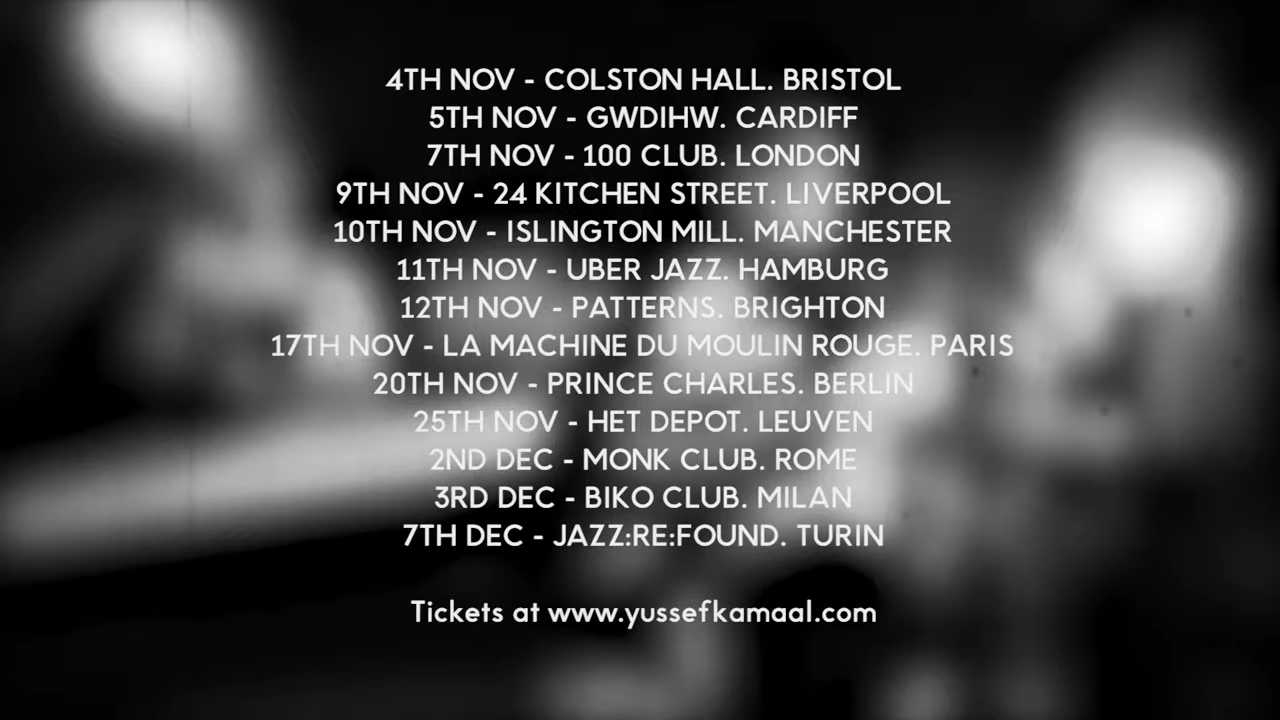 4TH NOV - COLSTON HALL. BRISTOL
5TH NOV - GWDIHW. CARDIFF
7TH NOV - 100 CLUB. LONDON
9TH NOV - 24 KITCHEN STREET. LIVERPOOL
10TH NOV - ISLINGTON MILL. MANCHESTER
11TH NOV - UBER JAZZ. HAMBURG
12TH NOV - PATTERNS. BRIGHTON
17TH NOV - LA MACHINE DU MOULIN ROUGE. PARIS
20TH NOV - PRINCE CHARLES. BERLIN
25TH NOV - HET DEPOT. LEUVEN
2ND DEC - MONK CLUB. ROME
3RD DEC - BIKO CLUB. MILAN
7TH DEC - JAZZ:RE:FOUND. TURIN
Tickets at www.yussefkamaal.com